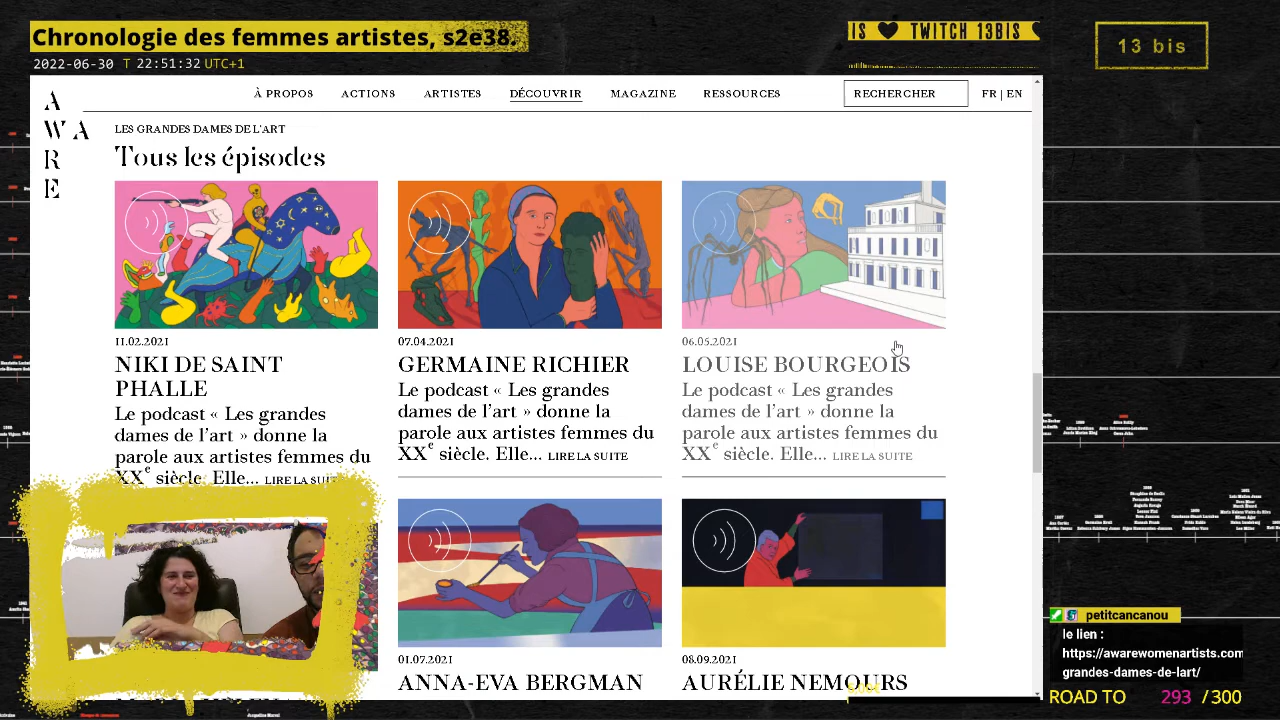 Chronologie des femmes artistes, s2e38.
2022-06-30 T 22:51:32 UTC+1
IS ♥ TWITCH 13BIS
13 bis
A
W A
R
E
À PROPOS ACTIONS ARTISTES DÉCOUVRIR MAGAZINE RESSOURCES RECHERCHER FR | EN
LES GRANDES DAMES DE L'ART
Tous les épisodes
11.02.2021
NIKI DE SAINT
PHALLE
Le podcast « Les grandes
dames de l'art » donne la
parole aux artistes femmes du
XXe siècle. Elle... LIRE LA SUITE
07.04.2021
GERMAINE RICHIER
Le podcast « Les grandes
dames de l'art » donne la
parole aux artistes femmes du
XXe siècle. Elle... LIRE LA SUITE
06.05.2021
LOUISE BOURGEOIS
Le podcast « Les grandes
dames de l'art » donne la
parole aux artistes femmes du
XXe siècle. Elle... LIRE LA SUITE
01.07.2021
ANNA-EVA BERGMAN
08.09.2021
AURÉLIE NEMOURS
petitcancanou
le lien :
https://awarewomenartists.com
grandes-dames-de-lart/
ROAD TO 293 /300